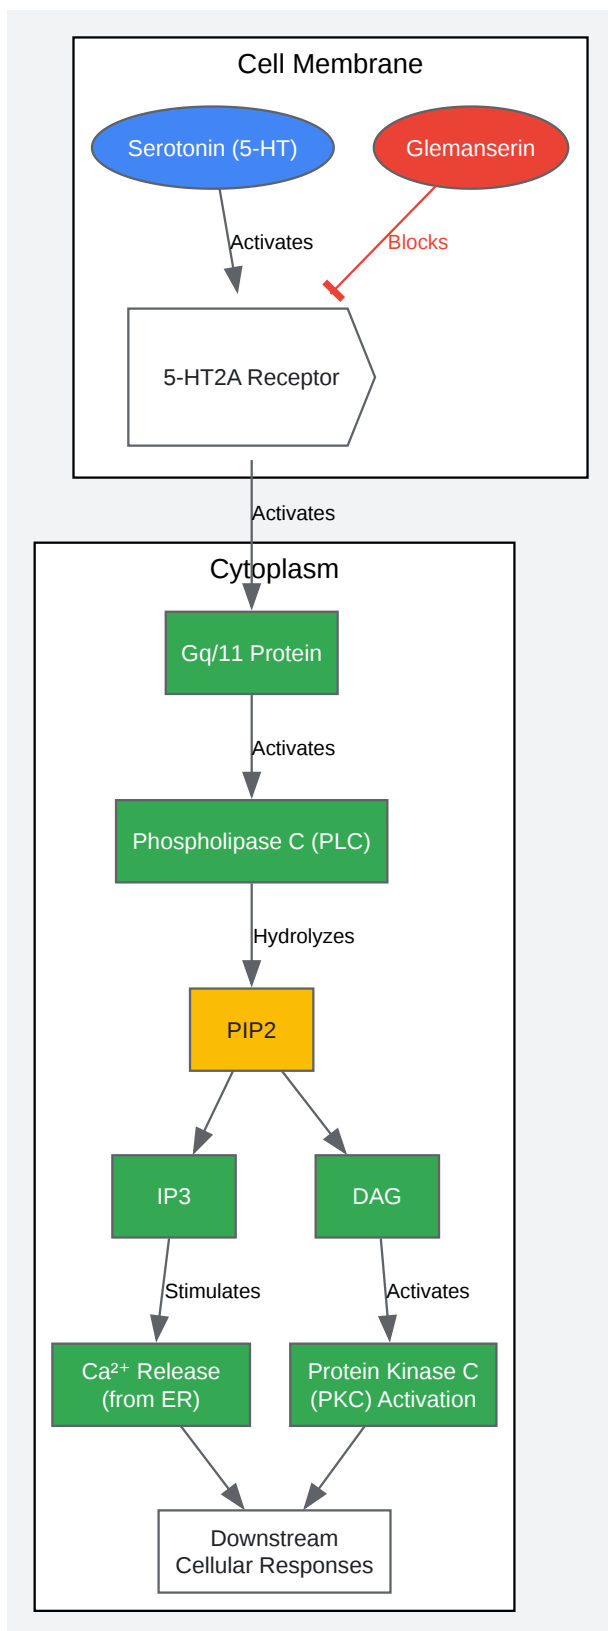 Cell Membrane
Serotonin (5-HT)
Glemanserin
Activates
Blocks
5-HT2A Receptor
Activates
Cytoplasm
Gq/11 Protein
Activates
Phospholipase C (PLC)
Hydrolyzes
PIP2
IP3
DAG
Stimulates
Activates
Ca²⁺ Release
(from ER)
Protein Kinase C
(PKC) Activation
Downstream
Cellular Responses